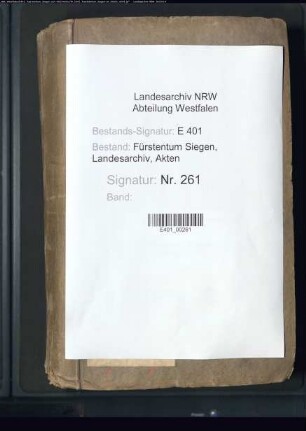 Landesarchiv NRW
Abteilung Westfalen
Bestands-Signatur: E 401
Bestand: Fürstentum Siegen,
Landesarchiv, Akten
Signatur: Nr. 261
Band:
E401_00261